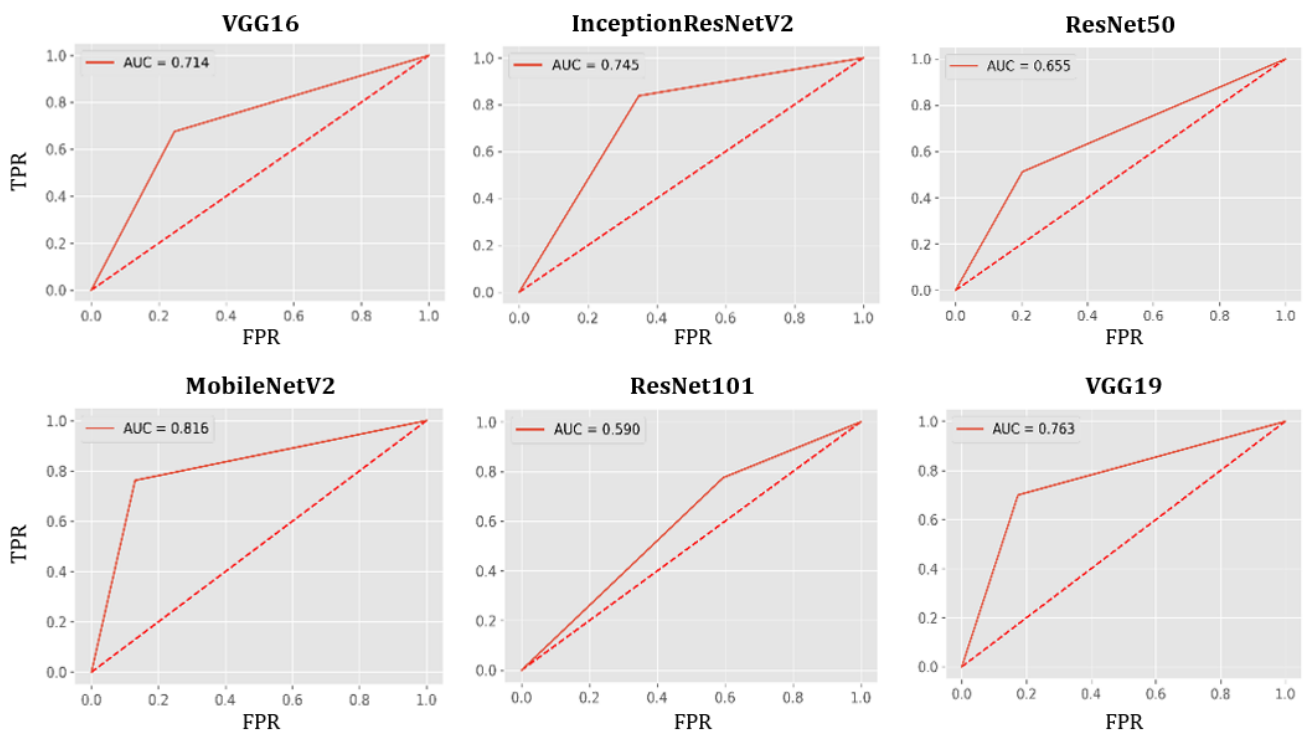 VGG16
InceptionResNetV2
ResNet50
AUC = 0.714
AUC = 0.745
AUC = 0.655
TPR
1.0
0.8
0.6
0.4
0.2
0.0
0.0 0.2 0.4 0.6 0.8 1.0
FPR
1.0
0.8
0.6
0.4
0.2
0.0
0.0 0.2 0.4 0.6 0.8 1.0
FPR
1.0
0.8
0.6
0.4
0.2
0.0
0.0 0.2 0.4 0.6 0.8 1.0
FPR
MobileNetV2
ResNet101
VGG19
AUC = 0.816
AUC = 0.590
AUC = 0.763
TPR
1.0
0.8
0.6
0.4
0.2
0.0
0.0 0.2 0.4 0.6 0.8 1.0
FPR
1.0
0.8
0.6
0.4
0.2
0.0
0.0 0.2 0.4 0.6 0.8 1.0
FPR
1.0
0.8
0.6
0.4
0.2
0.0
0.0 0.2 0.4 0.6 0.8 1.0
FPR